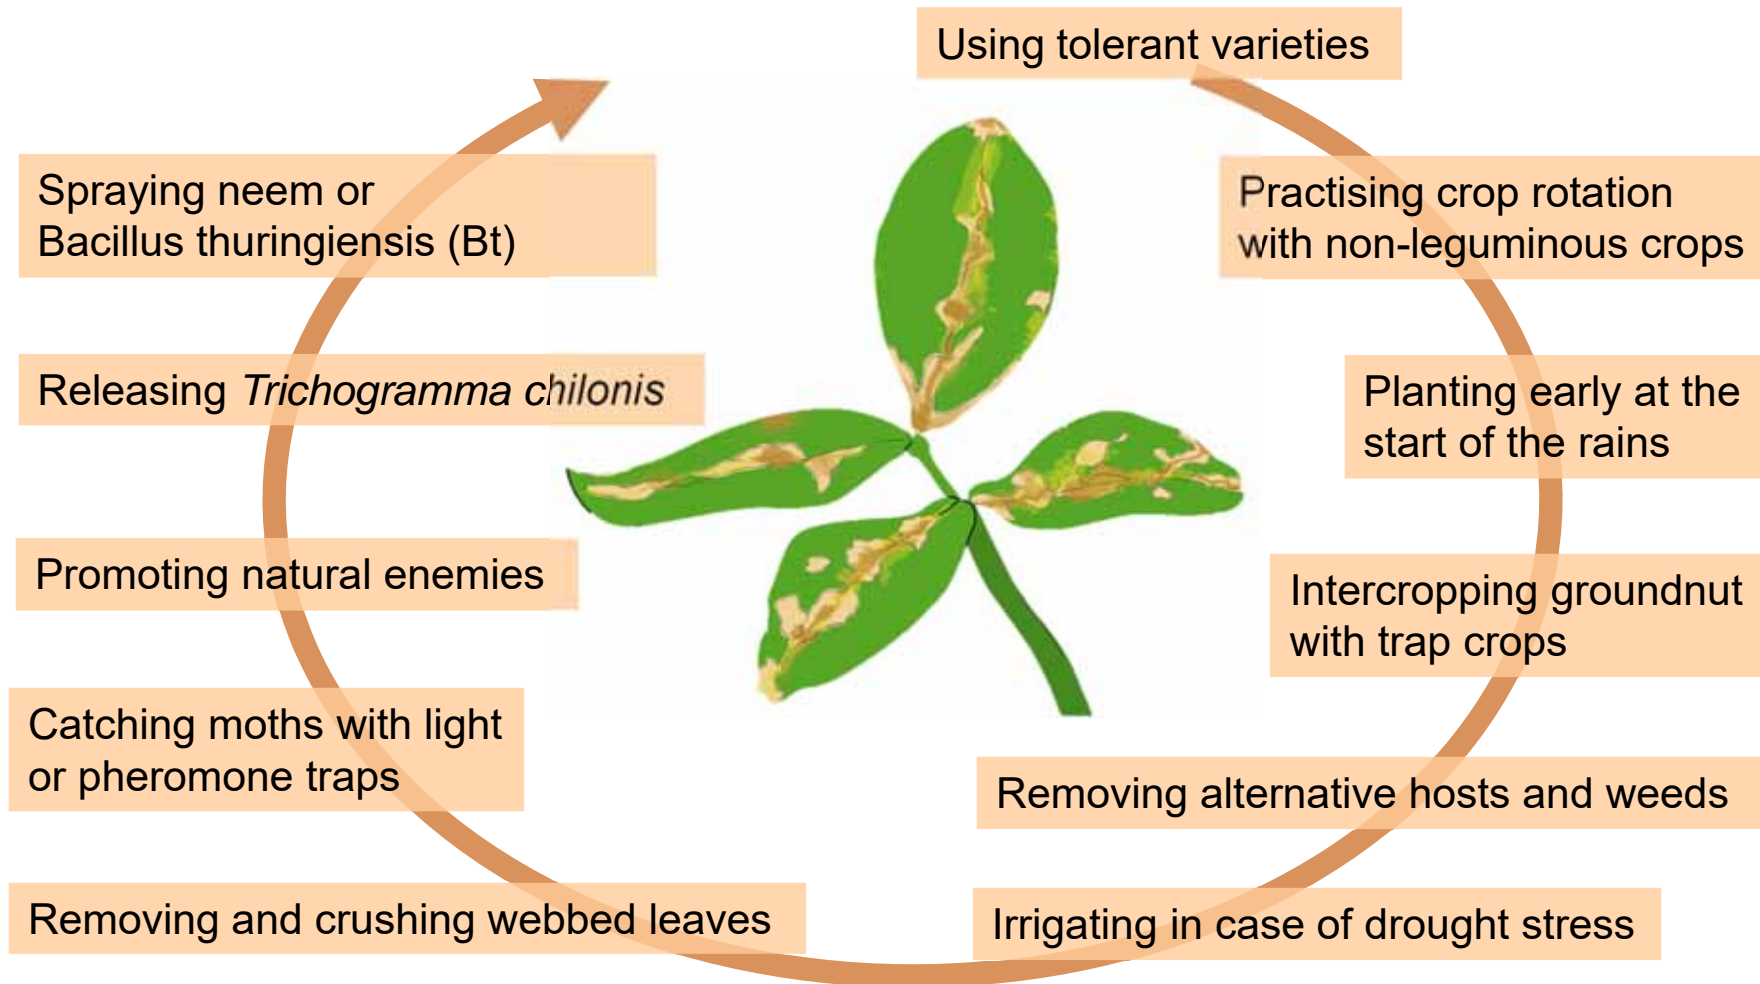 Using tolerant varieties
Practising crop rotation
with non-leguminous crops
Planting early at the
start of the rains
Intercropping groundnut
with trap crops
Removing alternative hosts and weeds
Irrigating in case of drought stress
Removing and crushing webbed leaves
Catching moths with light
or pheromone traps
Promoting natural enemies
Releasing Trichogramma chilonis
Spraying neem or
Bacillus thuringiensis (Bt)